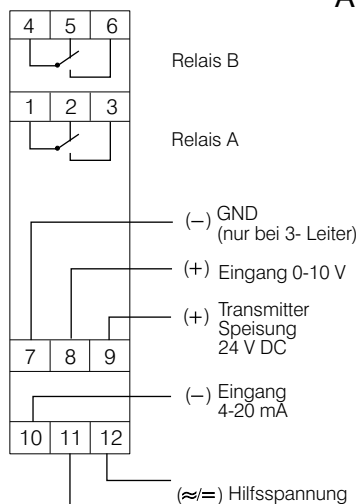 A
4 5 6
Relais B
1 2 3
Relais A
(−) GND
(nur bei 3- Leiter)
(+) Eingang 0-10 V
(+) Transmitter
Speisung
24 V DC
7 8 9
(−) Eingang
4-20 mA
10 11 12
(≈/=) Hilfsspannung